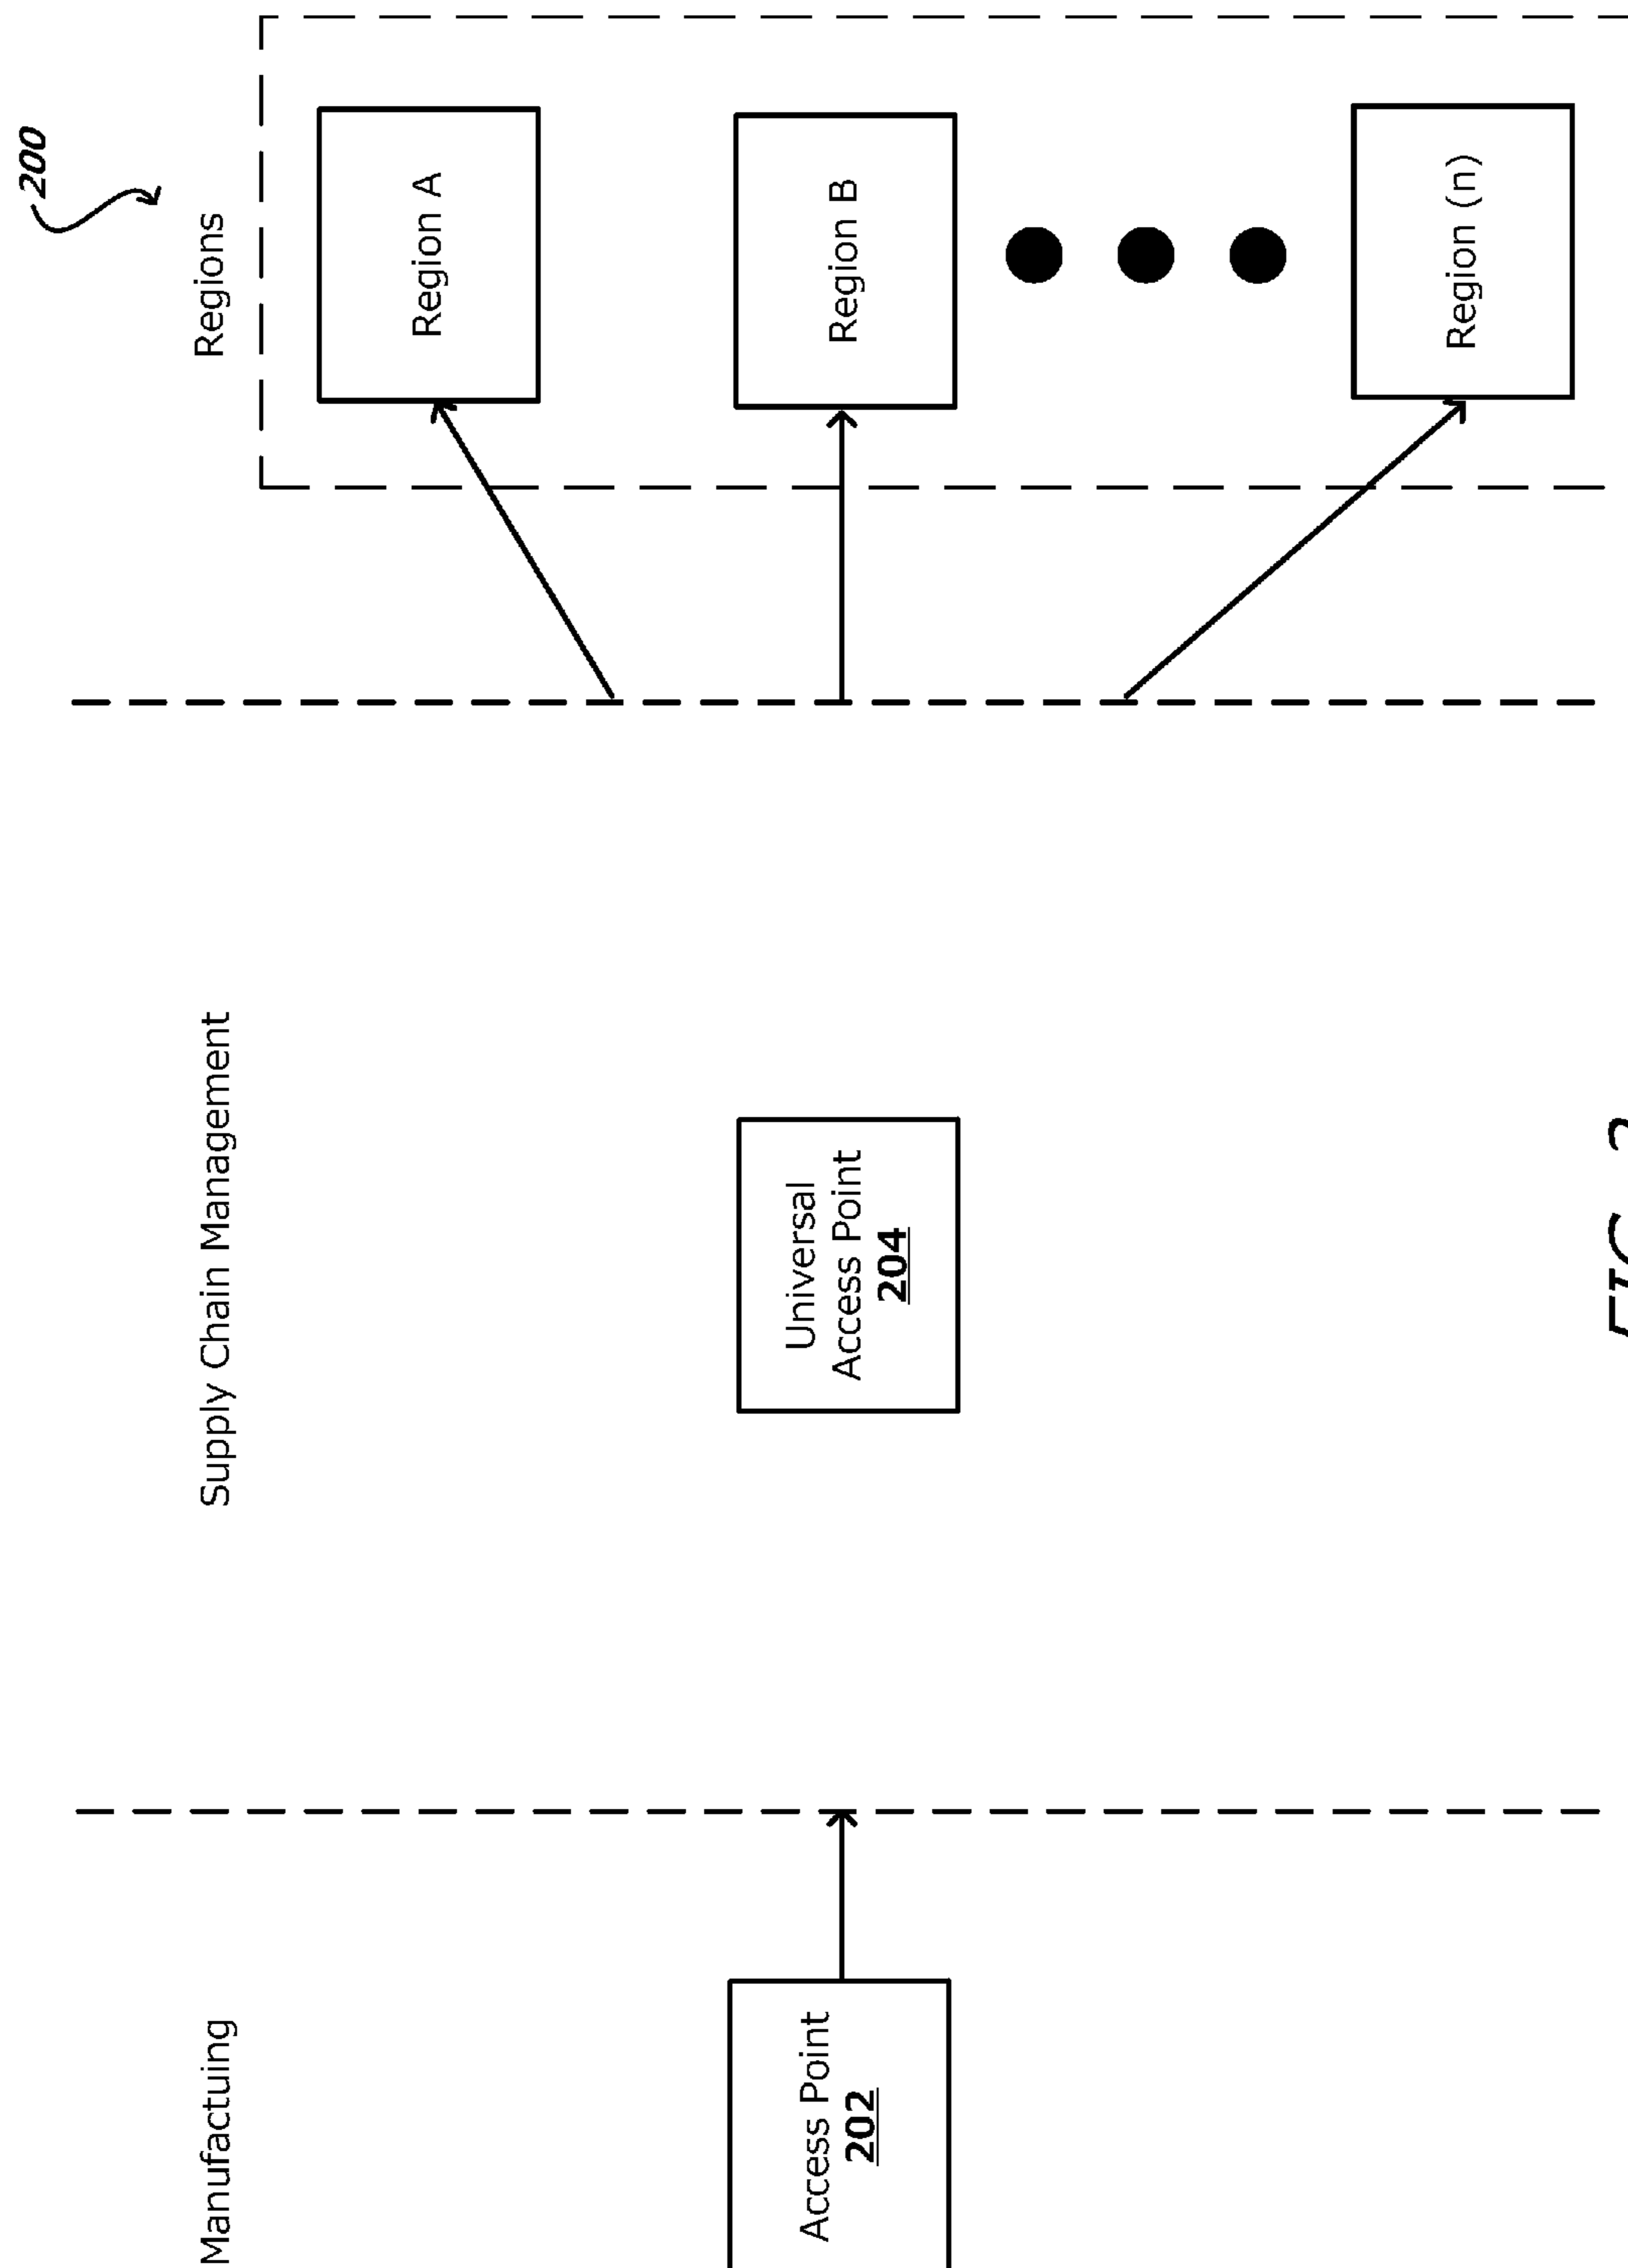 200
Manufactuing
Supply Chain Management
Regions
Access Point
202
Universal
Access Point
204
Region A
Region B
Region (n)